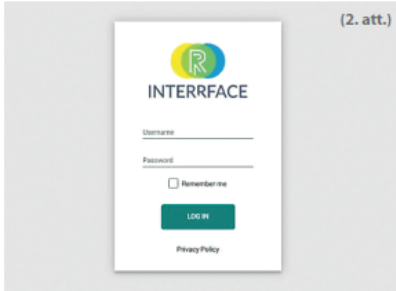 (2. att.)
R
INTERRFACE
Username
Password
Remember me
LOG IN
Privacy Policy